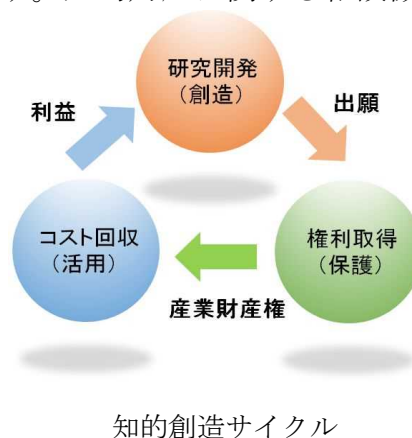 研究開発
（創造）
利益
出願
コスト回収
（活用）
権利取得
（保護）
産業財産権
知的創造サイクル